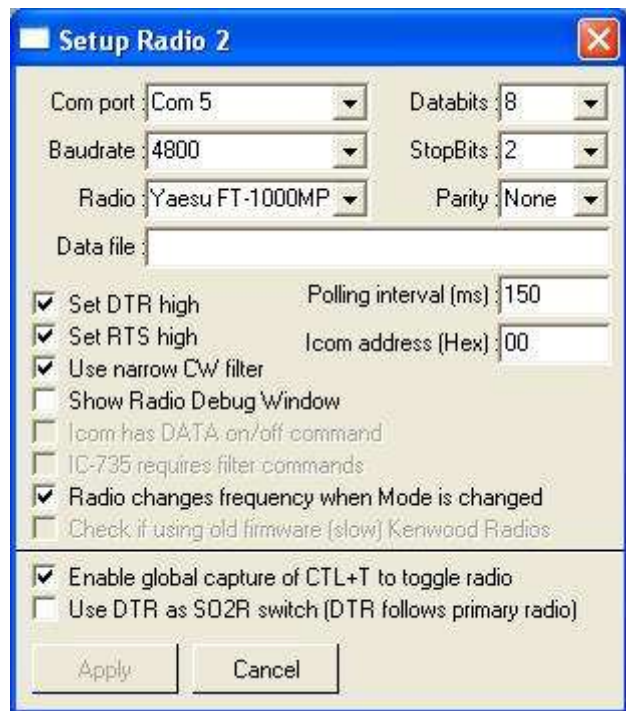 Setup Radio 2
Com port : Com 5 Databits : 8
Baudrate : 4800 StopBits : 2
Radio : Yaesu FT-1000MP Parity : None
Data file :
Set DTR high Polling interval (ms) : 150
Set RTS high Icom address (Hex) : 00
Use narrow CW filter
Show Radio Debug Window
Icom has DATA on/off command
IC-735 requires filter commands
Radio changes frequency when Mode is changed
Check if using old firmware (slow) Kenwood Radios
Enable global capture of CTL+T to toggle radio
Use DTR as SO2R switch (DTR follows primary radio)
Apply Cancel